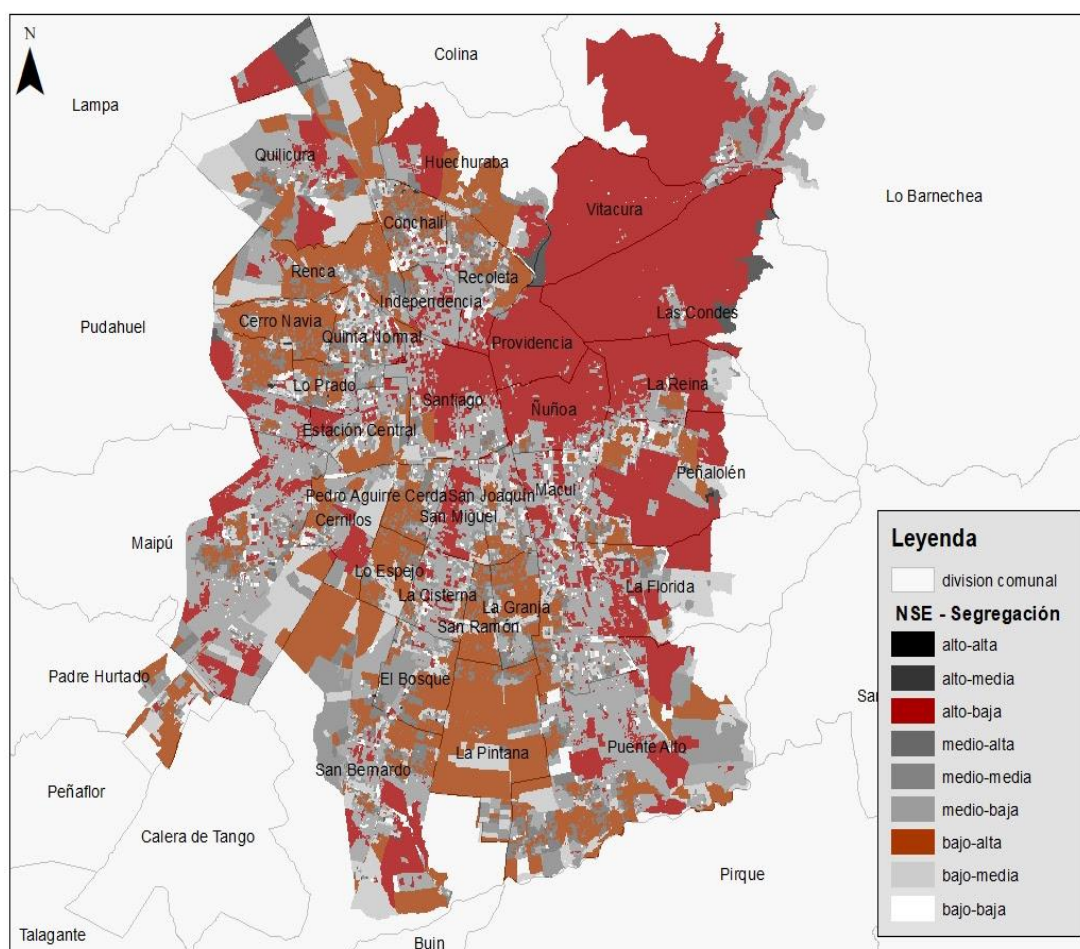 N
Colina
Lampa
Quilicura
Huechuraba
Lo Barnechea
Vitacura
Conchalí
Renca
Recoleta
Independencia
Pudahuel
Cerro Navia
Las Condes
Quinta Normal
Providencia
Lo Prado
La Reina
Santiago
Ñuñoa
Estación Central
Peñalolén
Pedro Aguirre Cerda
San Joaquín
Macul
Cerrillos
San Miguel
Maipú
Lo Espejo
La Florida
La Cisterna
La Granja
San Ramón
Padre Hurtado
El Bosque
Puente Alto
La Pintana
San Bernardo
Peñaflor
Calera de Tango
Pirque
Talagante
Buin
Sa
Leyenda
division comunal
NSE - Segregación
alto-alta
alto-media
alto-baja
medio-alta
medio-media
medio-baja
bajo-alta
bajo-media
bajo-baja